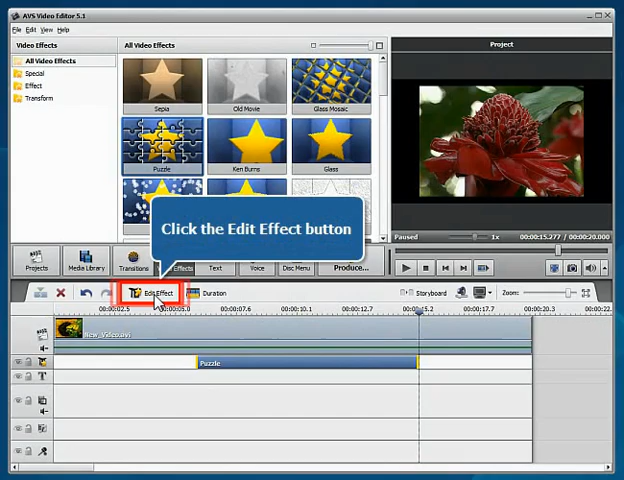 AVS Video Editor 5.1
File Edit View Help
Video Effects
All Video Effects
Project
All Video Effects
Special
Effect
Transform
Sepia
Old Movie
Glass Mosaic
Puzzle
Ken Burns
Glass
Click the Edit Effect button
Paused
1x
00:00:15.277 / 00:00:20.000
Projects
Media Library
Transitions
Effects
Text
Voice
Disc Menu
Produce...
Edit Effect
Duration
Storyboard
Zoom:
00:00:02.5
00:00:05.0
00:00:07.6
00:00:10.2
00:00:12.7
00:00:15.2
00:00:17.8
00:00:20.3
00:00:22.
New_Video.avi
Puzzle
T